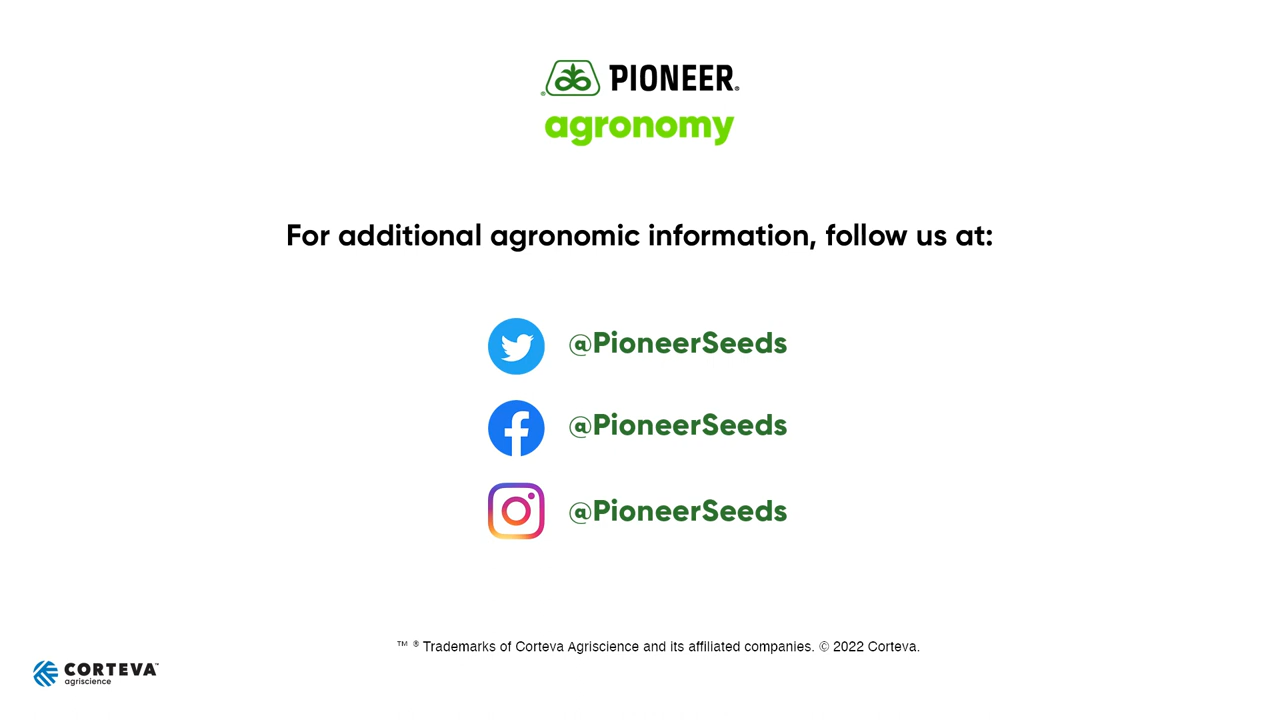 PIONEER®
agronomy
For additional agronomic information, follow us at:
@PioneerSeeds
@PioneerSeeds
@PioneerSeeds
™ ® Trademarks of Corteva Agriscience and its affiliated companies. © 2022 Corteva.
CORTEVA™
agriscience